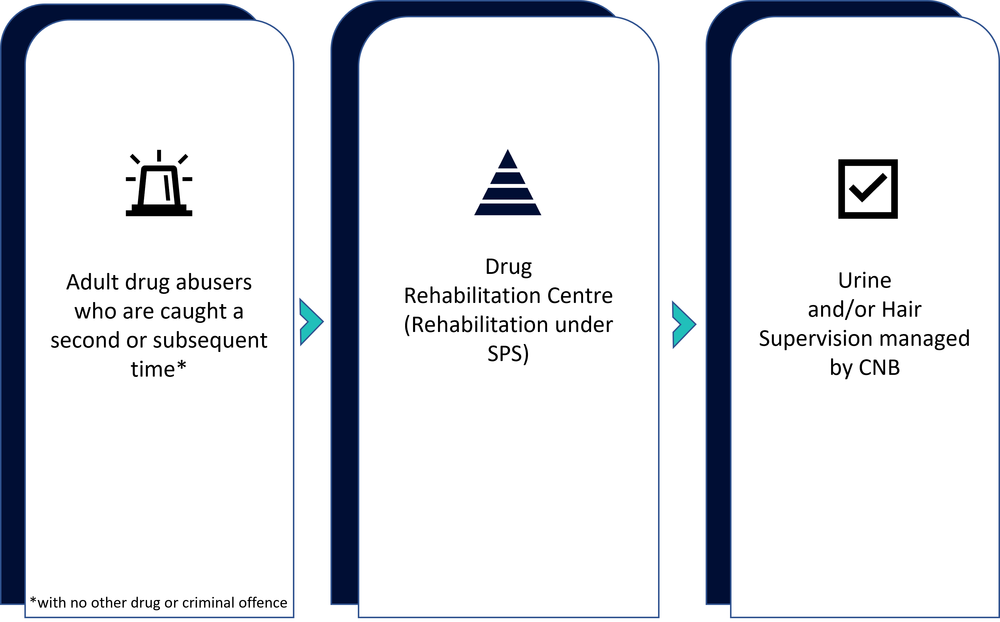 Adult drug abusers
who are caught a
second or subsequent
time*
*with no other drug or criminal offence
Drug
Rehabilitation Centre
(Rehabilitation under
SPS)
Urine
and/or Hair
Supervision managed
by CNB